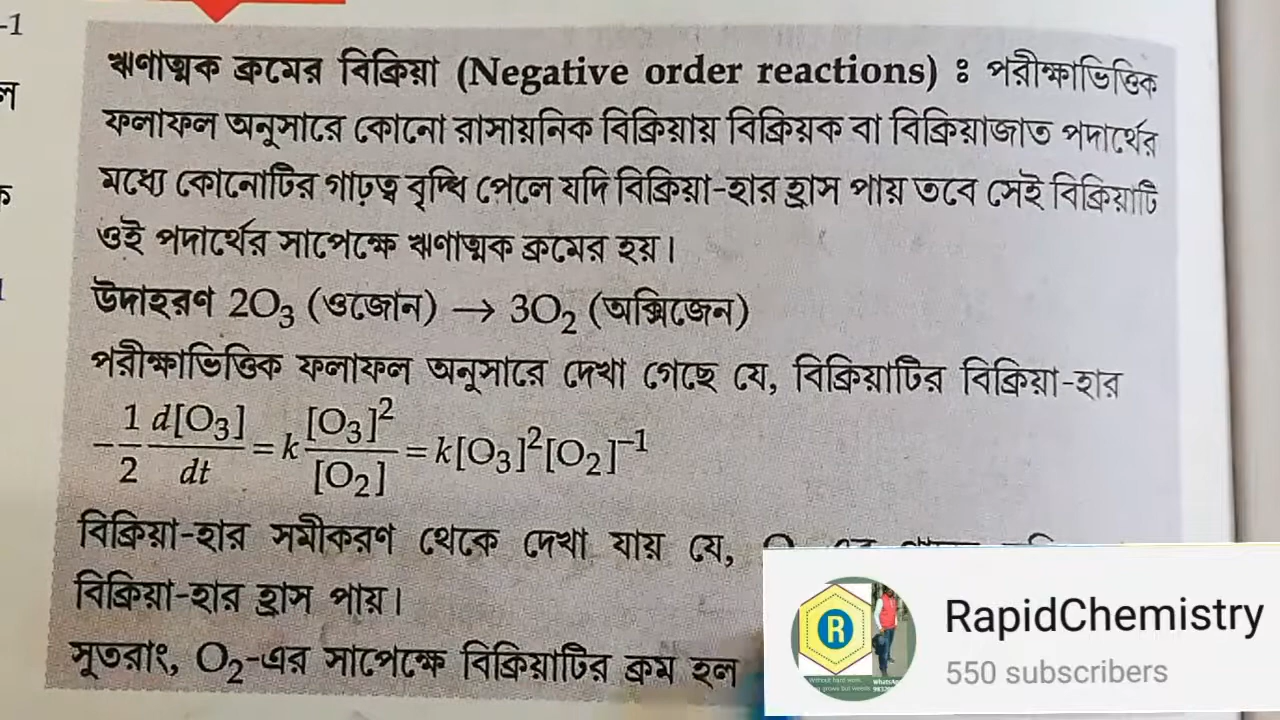 -1
ল
ক
ঋণাত্মক ক্রমের বিক্রিয়া (Negative order reactions) : পরীক্ষাভিত্তিক
ফলাফল অনুসারে কোনো রাসায়নিক বিক্রিয়ায় বিক্রিয়ক বা বিক্রিয়াজাত পদার্থের
মধ্যে কোনোটির গাঢ়ত্ব বৃদ্ধি পেলে যদি বিক্রিয়া-হার হ্রাস পায় তবে সেই বিক্রিয়াটি
ওই পদার্থের সাপেক্ষে ঋণাত্মক ক্রমের হয়।
উদাহরণ 2O₃ (ওজোন) → 3O₂ (অক্সিজেন)
পরীক্ষাভিত্তিক ফলাফল অনুসারে দেখা গেছে যে, বিক্রিয়াটির বিক্রিয়া-হার
-1/2 d[O₃]/dt = k [O₃]²/[O₂] = k[O₃]²[O₂]⁻¹
বিক্রিয়া-হার সমীকরণ থেকে দেখা যায় যে,
বিক্রিয়া-হার হ্রাস পায়।
সুতরাং, O₂-এর সাপেক্ষে বিক্রিয়াটির ক্রম হল
R
RapidChemistry
550 subscribers